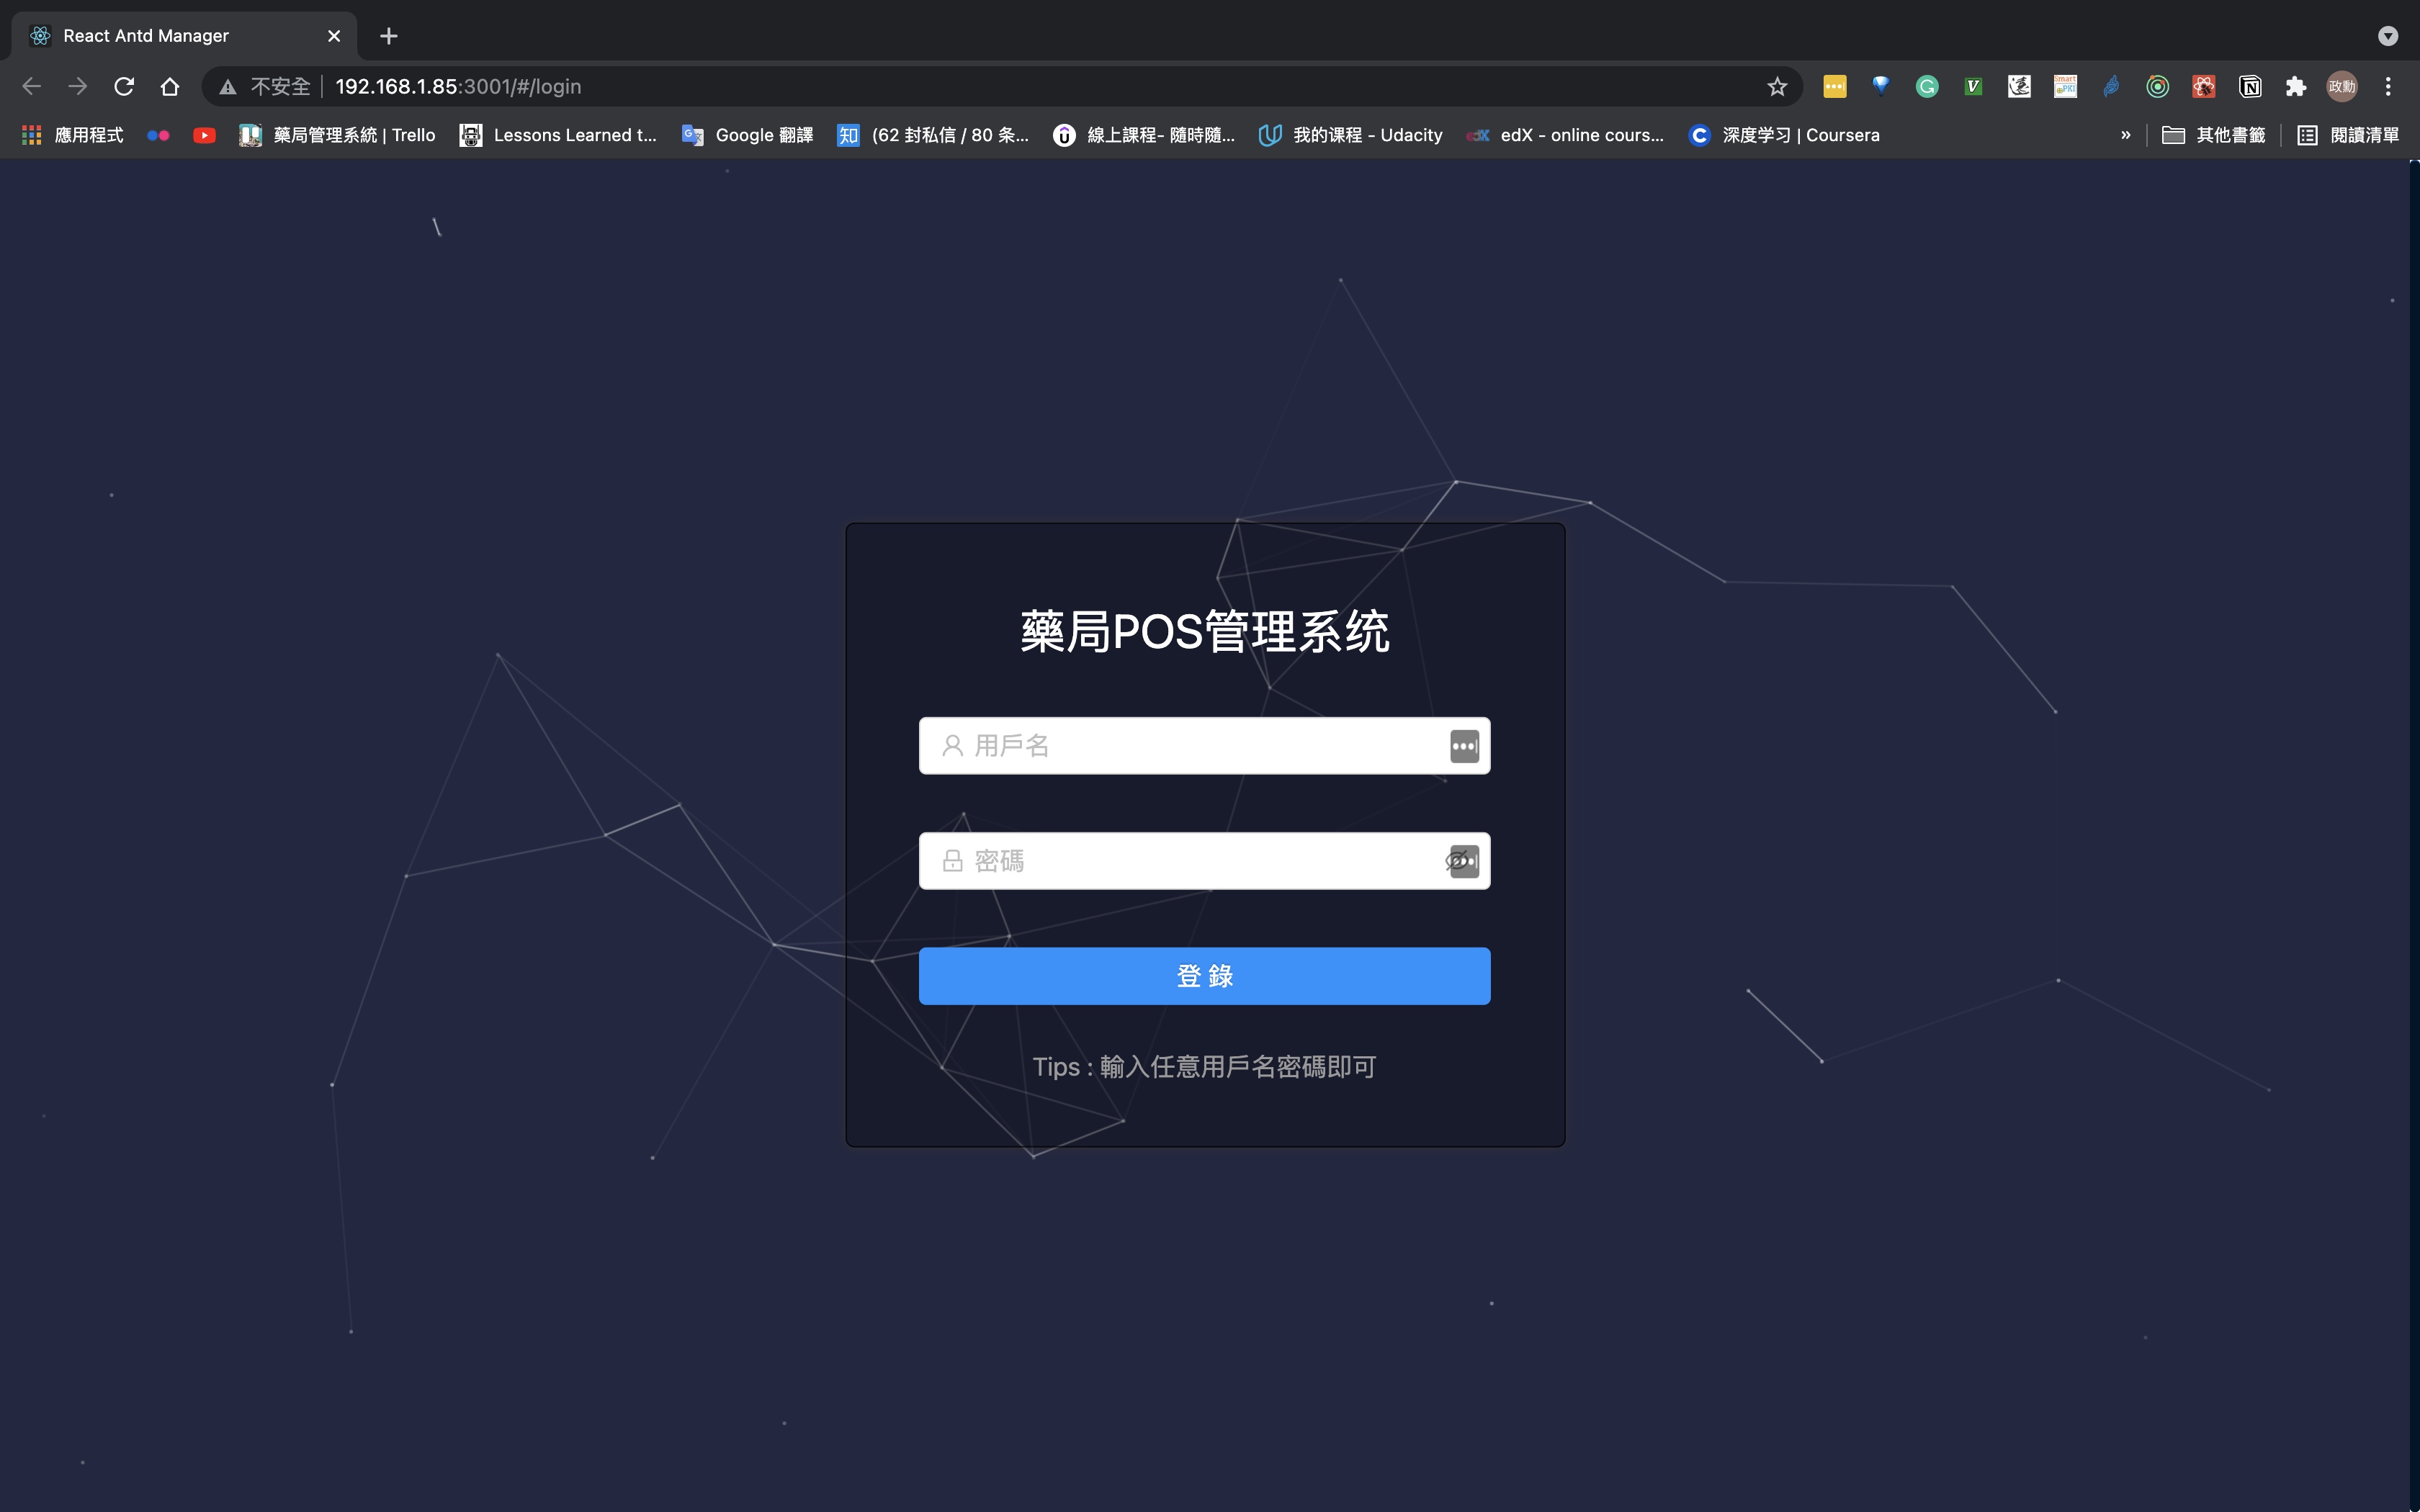 React Antd Manager
不安全 192.168.1.85:3001/#/login
政勳
應用程式 藥局管理系統 | Trello Lessons Learned t... Google 翻譯 知 (62 封私信 / 80 条... 線上課程- 隨時隨... 我的课程 - Udacity edX - online cours... 深度学习 | Coursera » 其他書籤 閱讀清單
藥局POS管理系统
用戶名
密碼
登 錄
Tips : 輸入任意用戶名密碼即可